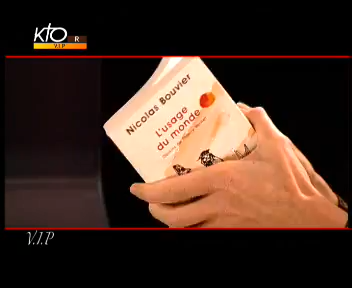 KTO R
V.I.P
Nicolas Bouvier
L'usage
du monde
V.I.P